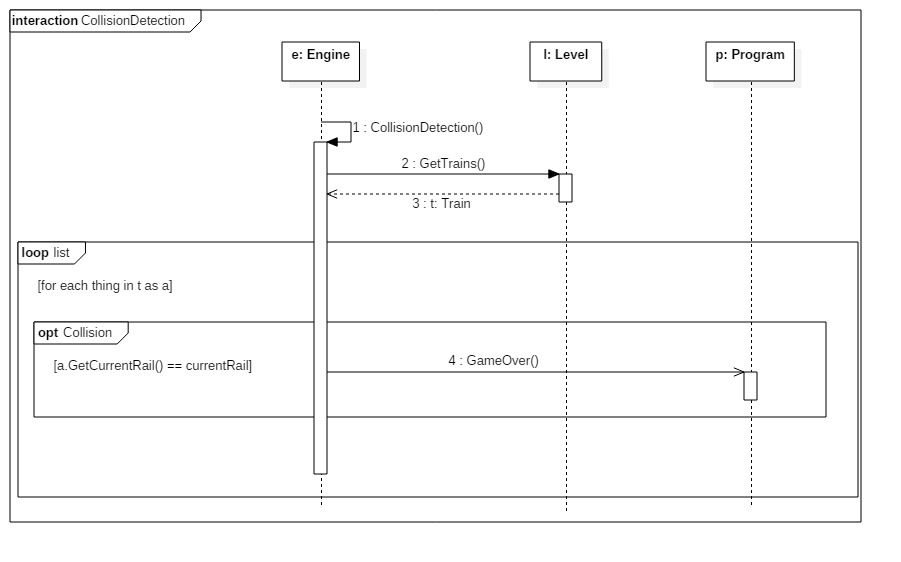 interaction CollisionDetection
e: Engine
l: Level
p: Program
1 : CollisionDetection()
2 : GetTrains()
3 : t: Train
loop list
[for each thing in t as a]
opt Collision
4 : GameOver()
[a.GetCurrentRail() == currentRail]